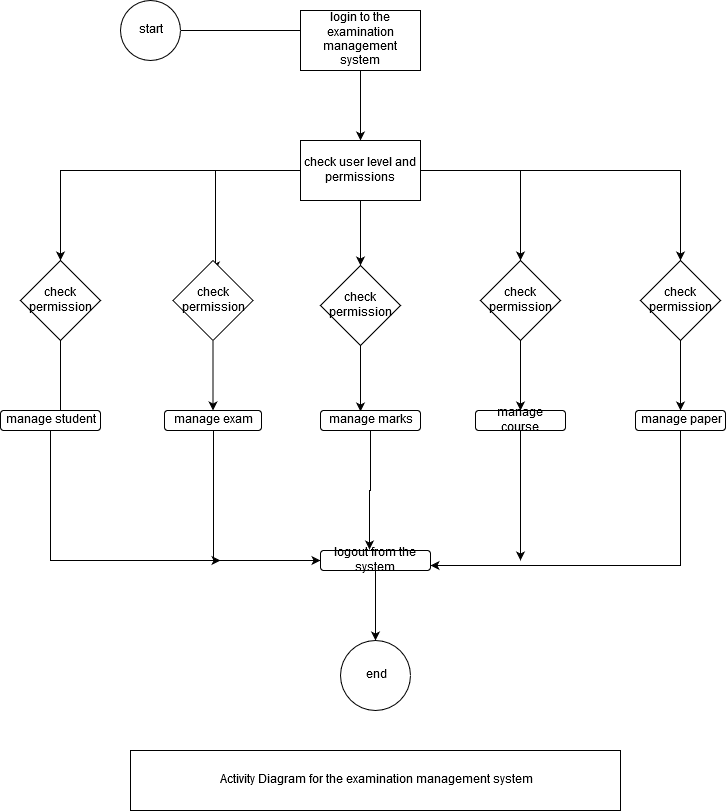 start
login to the
examination
management
system
check user level and
permissions
check
permission
check
permission
check
permission
check
permission
check
permission
manage student
manage exam
manage marks
manage
course
manage paper
logout from the
system
end
Activity Diagram for the examination management system